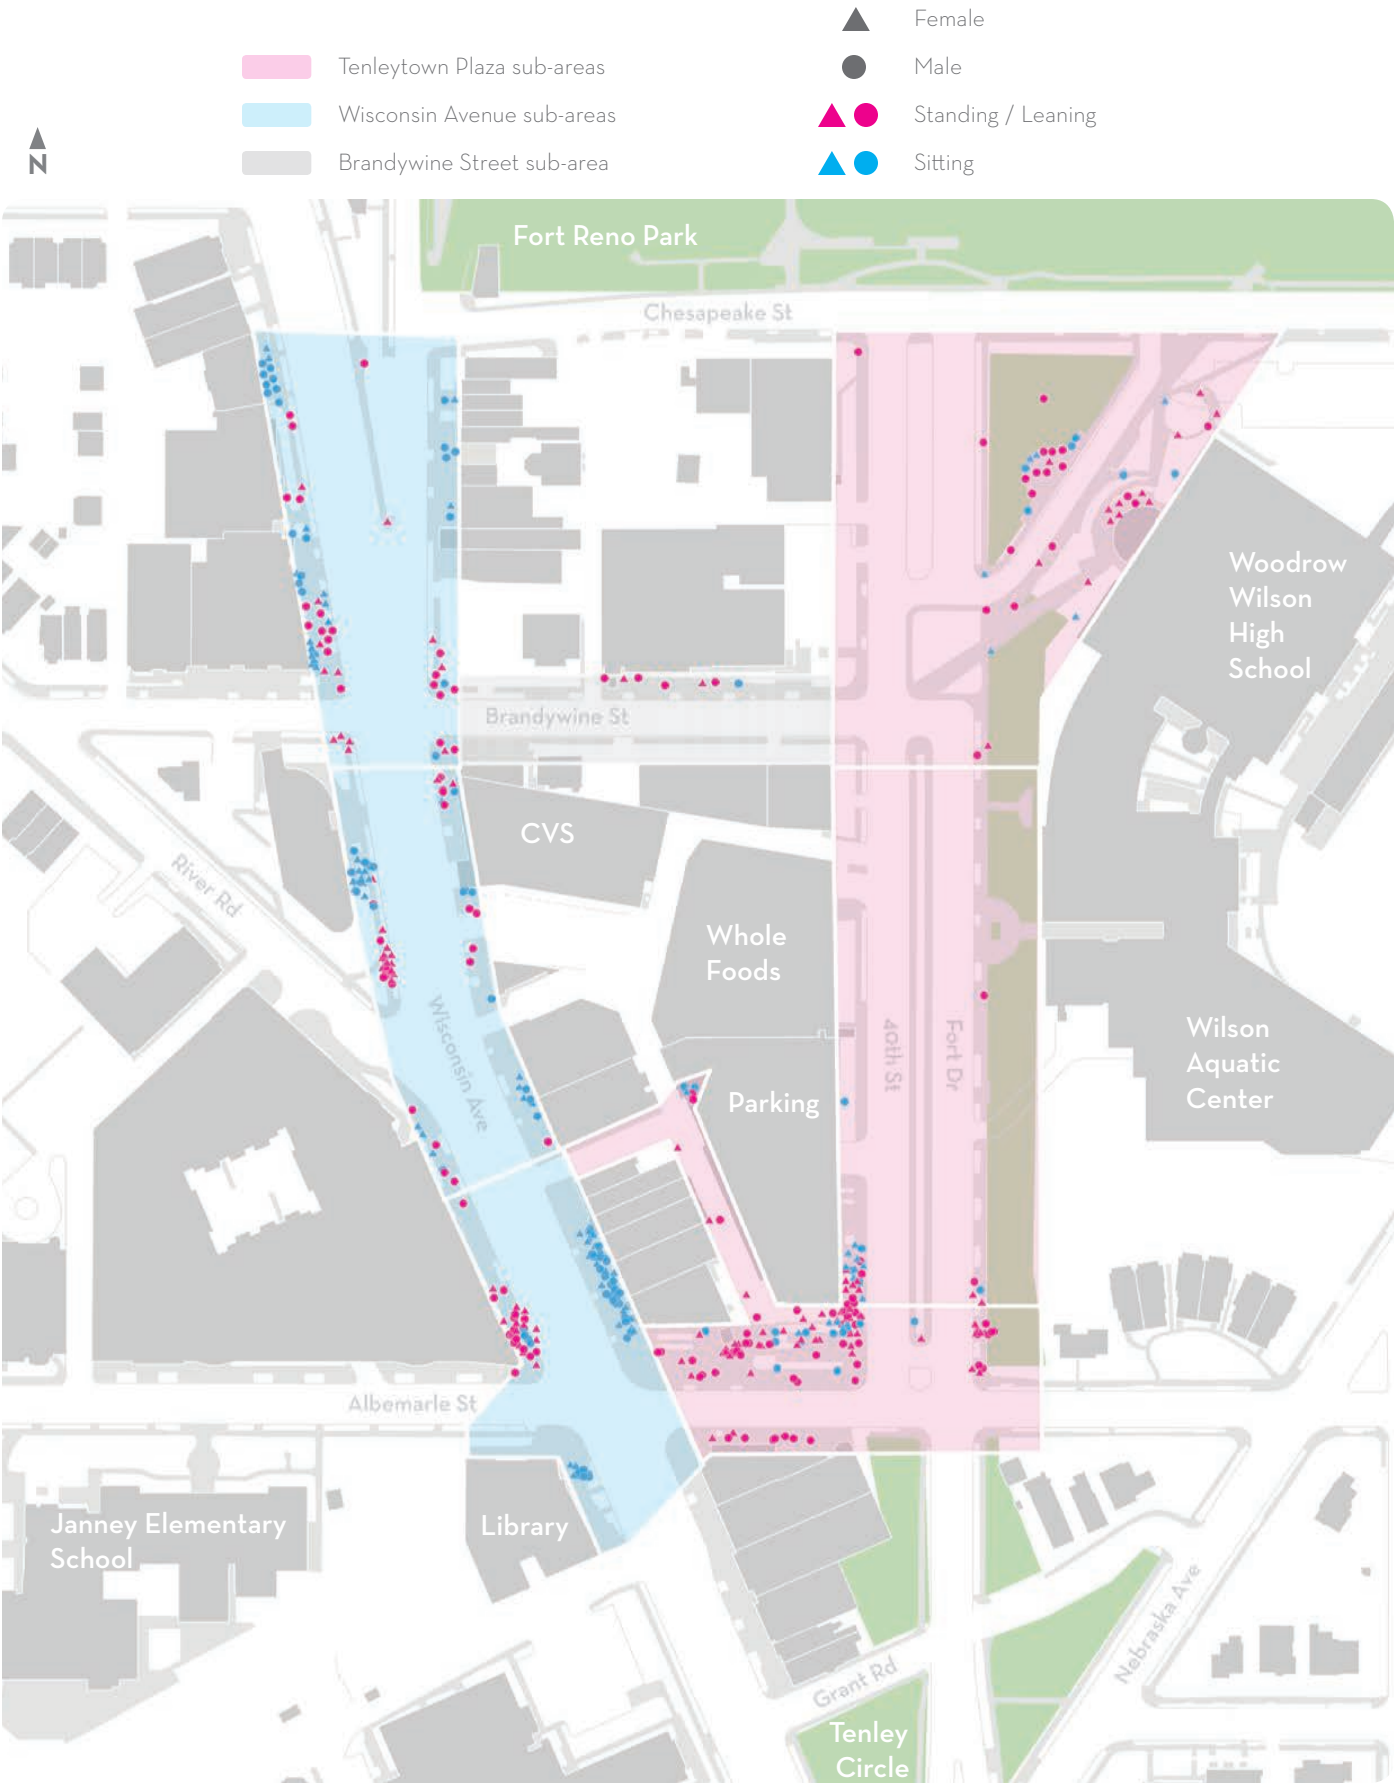 Female
Tenleytown Plaza sub-areas
Male
Wisconsin Avenue sub-areas
Standing / Leaning
N
Brandywine Street sub-area
Sitting
Fort Reno Park
Chesapeake St
Woodrow
Wilson
High
School
Brandywine St
CVS
River Rd
Whole
Foods
Wisconsin Ave
40th St
Fort Dr
Wilson
Aquatic
Center
Parking
Albemarle St
Janney Elementary
School
Library
Nebraska Ave
Grant Rd
Tenley
Circle